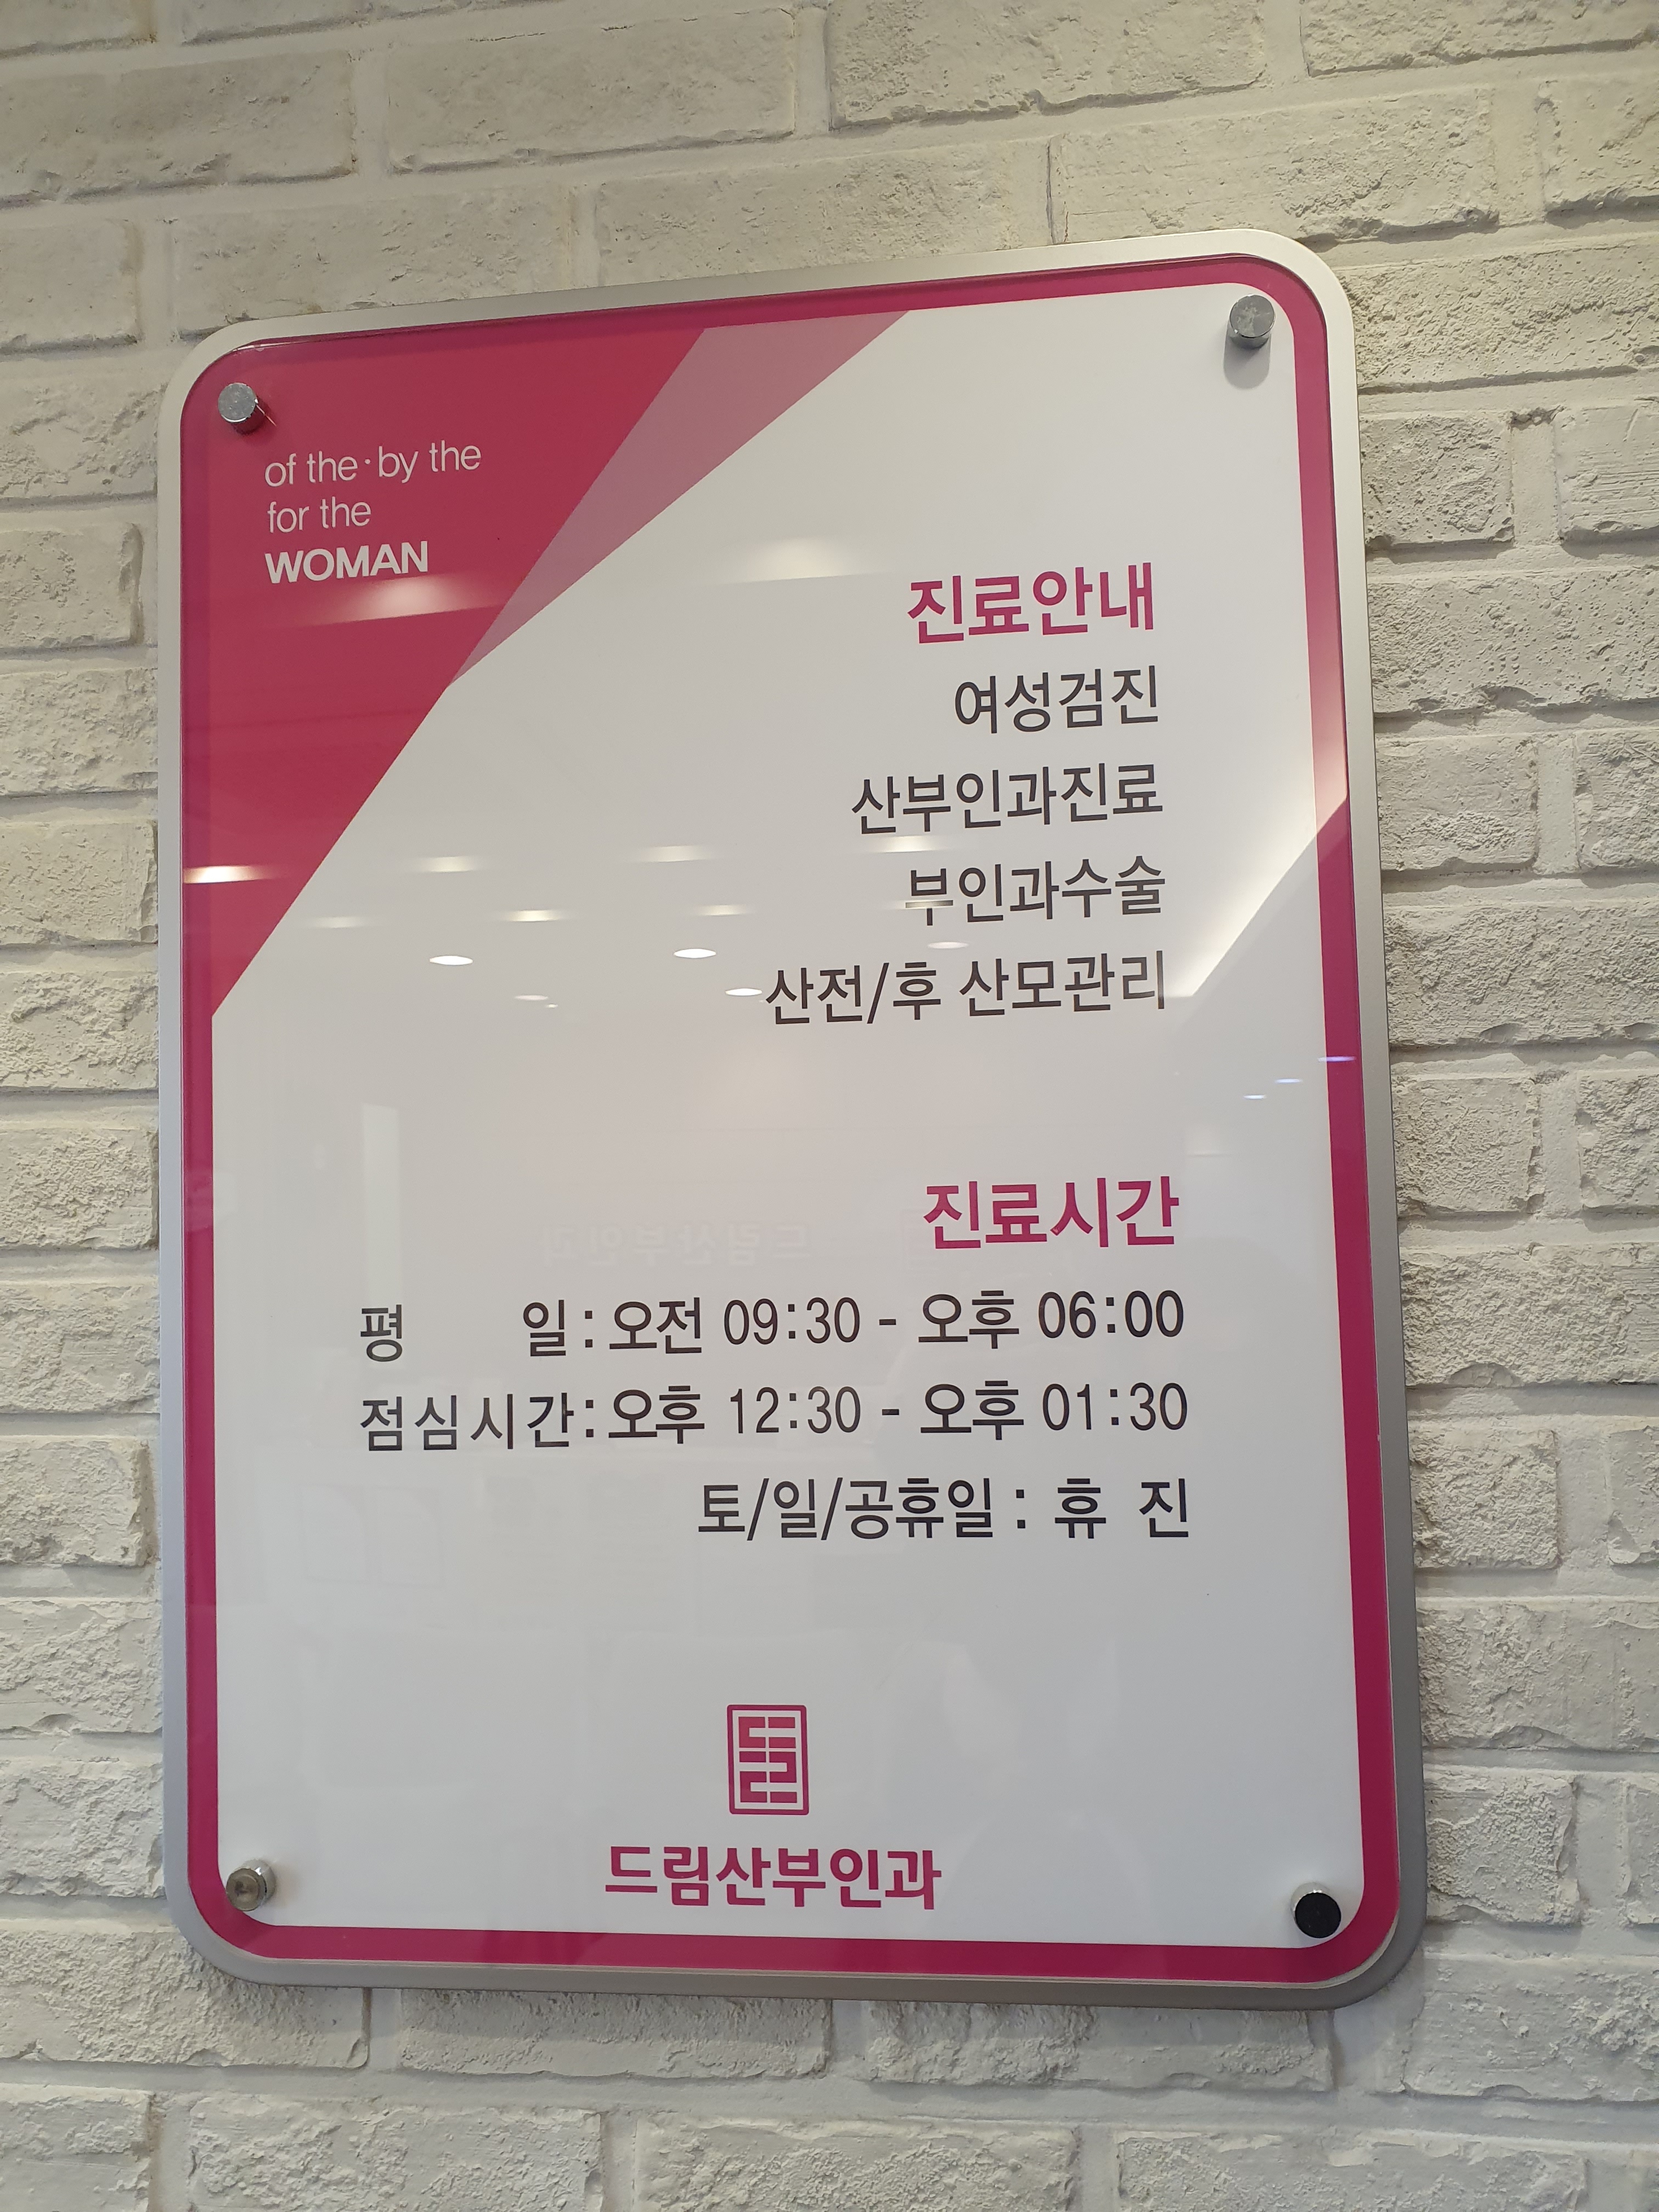 of the·by the
for the
WOMAN
진료안내
여성검진
산부인과진료
부인과수술
산전/후 산모관리
진료시간
평 일 : 오전 09:30 - 오후 06:00
점심시간 : 오후 12:30 - 오후 01:30
토/일/공휴일 : 휴 진
드림산부인과